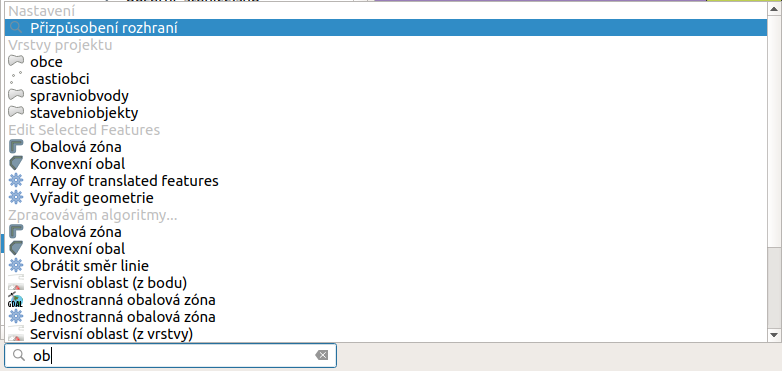 Nastavení
Přizpůsobení rozhraní
Vrstvy projektu
obce
castiobci
spravniobvody
stavebniobjekty
Edit Selected Features
Obalová zóna
Konvexní obal
Array of translated features
Vyřadit geometrie
Zpracovávám algoritmy...
Obalová zóna
Konvexní obal
Obrátit směr linie
Servisní oblast (z bodu)
GDAL Jednostranná obalová zóna
Jednostranná obalová zóna
Servisní oblast (z vrstvy)
ob